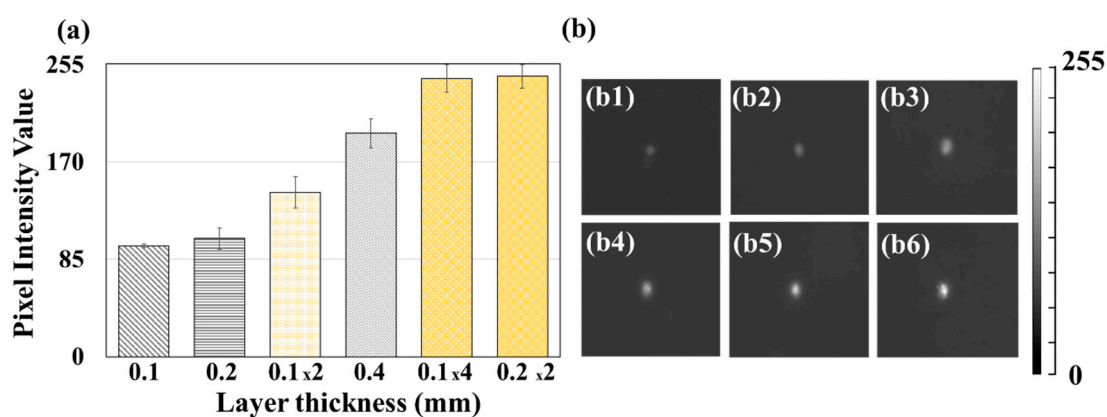 (a)
Pixel Intensity Value
255
170
85
0
0.1
0.2
0.1 x2
0.4
0.1 x4
0.2 x2
Layer thickness (mm)
(b)
(b1)
(b2)
(b3)
(b4)
(b5)
(b6)
255
0